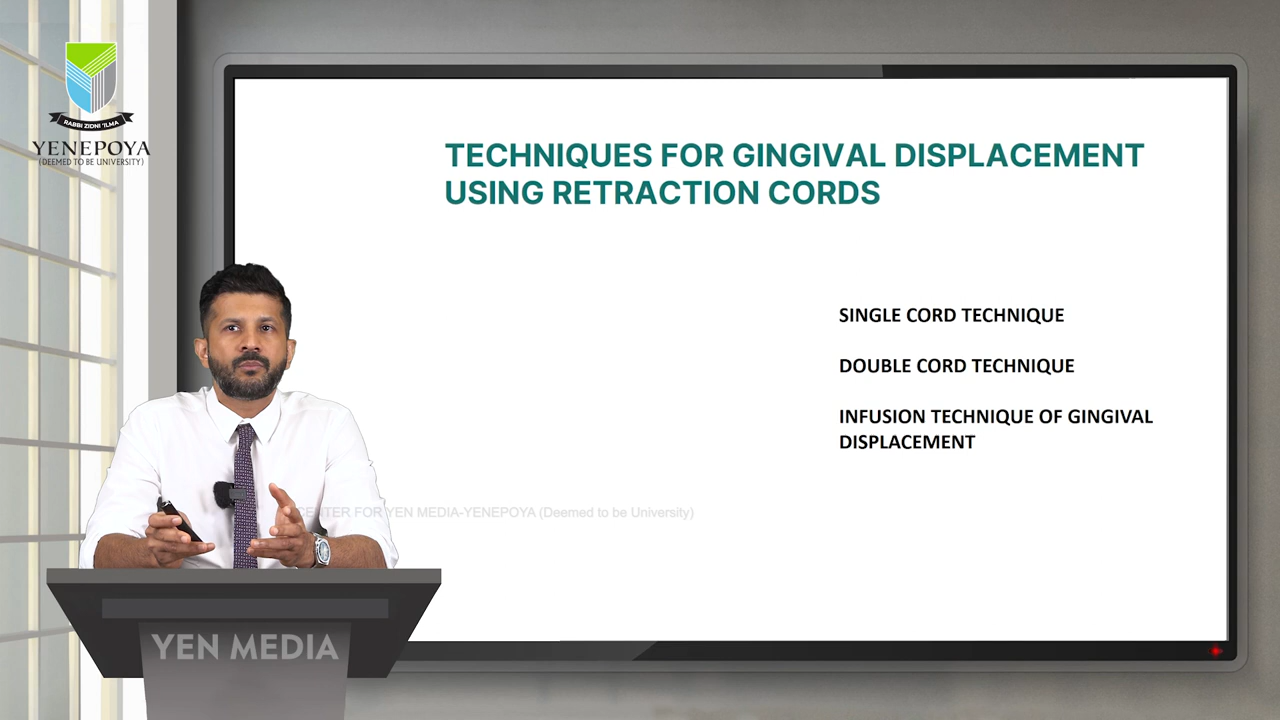 RABBI ZIDNI 'ILMA
YENEPOYA
(DEEMED TO BE UNIVERSITY)
TECHNIQUES FOR GINGIVAL DISPLACEMENT
USING RETRACTION CORDS
SINGLE CORD TECHNIQUE
DOUBLE CORD TECHNIQUE
INFUSION TECHNIQUE OF GINGIVAL
DISPLACEMENT
CENTER FOR YEN MEDIA-YENEPOYA (Deemed to be University)
YEN MEDIA